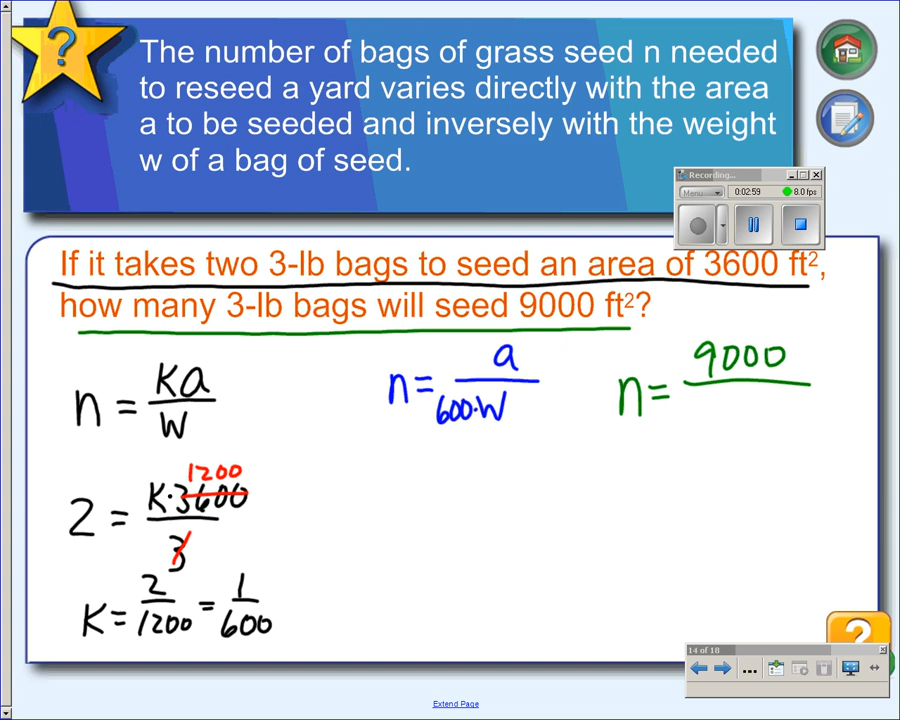 ?
The number of bags of grass seed n needed
to reseed a yard varies directly with the area
a to be seeded and inversely with the weight
w of a bag of seed.
Recording...
Menu
0:02:59
8.0 fps
If it takes two 3-lb bags to seed an area of 3600 ft²,
how many 3-lb bags will seed 9000 ft²?
n = Ka/W
n = a/600·W
n = 9000
1200
2 = K·3600/3
K = 2/1200 = 1/600
?
14 of 18
...
Extend Page